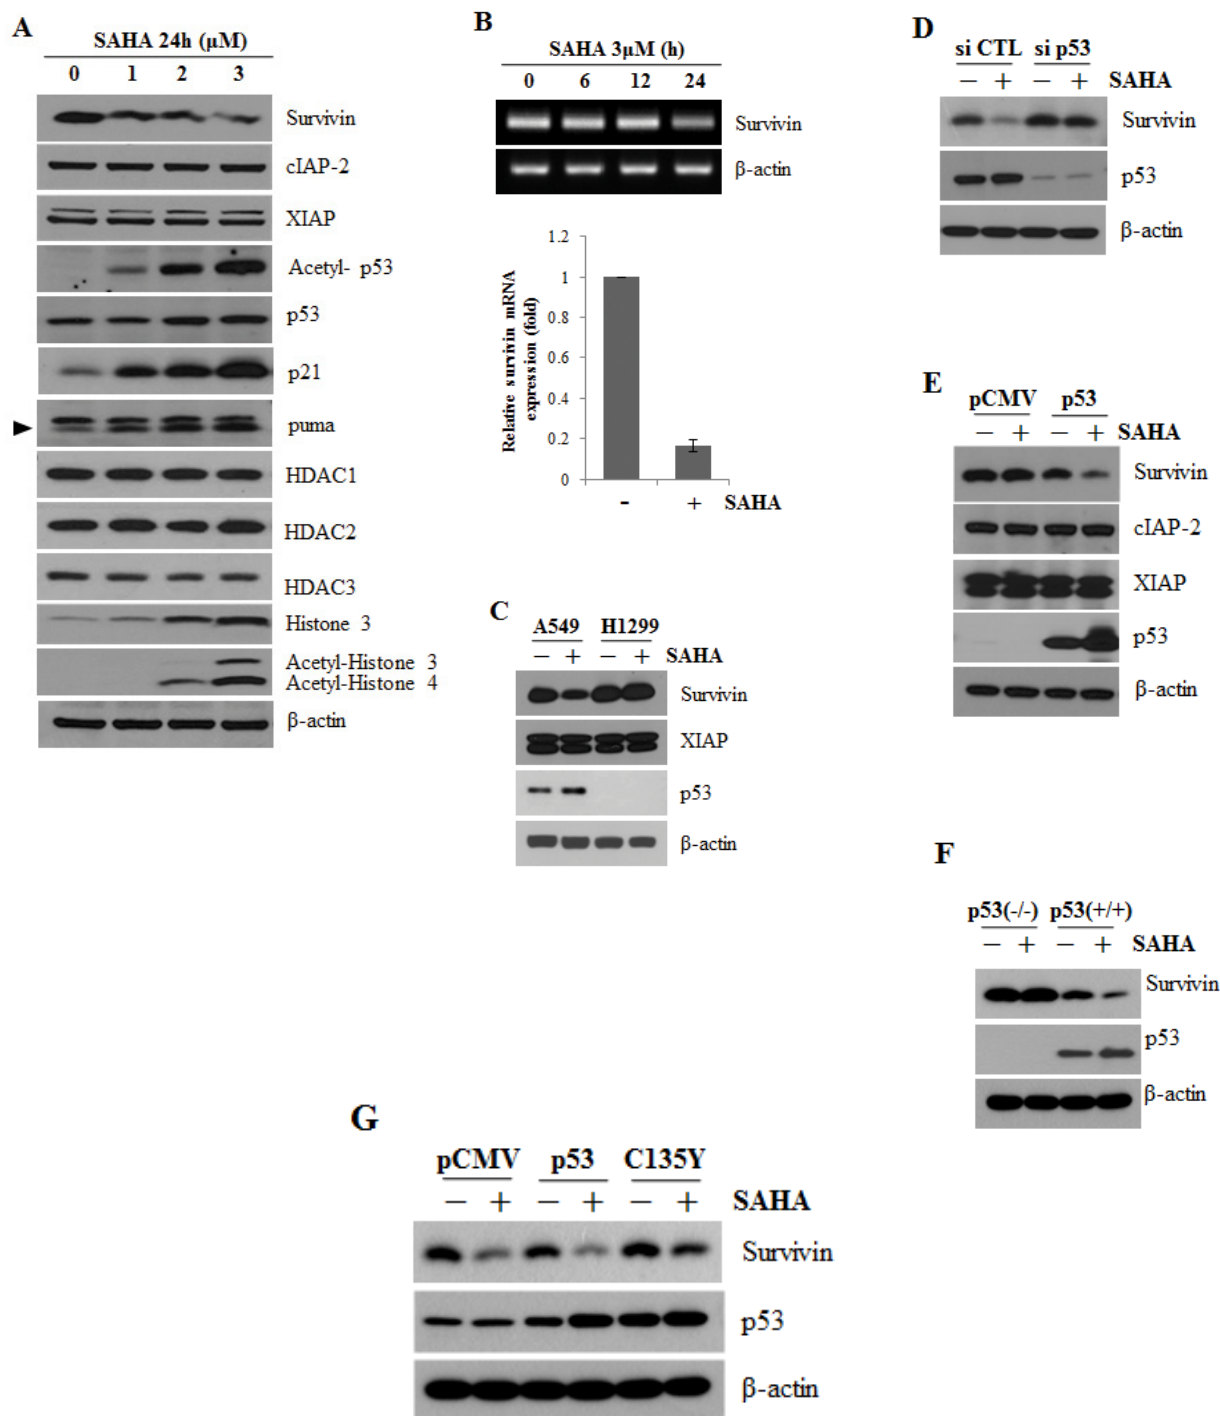 A
SAHA 24h (μM)
0 1 2 3
Survivin
cIAP-2
XIAP
Acetyl- p53
p53
p21
puma
HDAC1
HDAC2
HDAC3
Histone 3
Acetyl-Histone 3
Acetyl-Histone 4
β-actin
B
SAHA 3μM (h)
0 6 12 24
Survivin
β-actin
Relative survivin mRNA
expression (fold)
1.2
1
0.8
0.6
0.4
0.2
0
- + SAHA
C
A549 H1299
− + − + SAHA
Survivin
XIAP
p53
β-actin
D
si CTL si p53
− + − + SAHA
Survivin
p53
β-actin
E
pCMV p53
− + − + SAHA
Survivin
cIAP-2
XIAP
p53
β-actin
F
p53(-/-) p53(+/+)
− + − + SAHA
Survivin
p53
β-actin
G
pCMV p53 C135Y
− + − + − + SAHA
Survivin
p53
β-actin